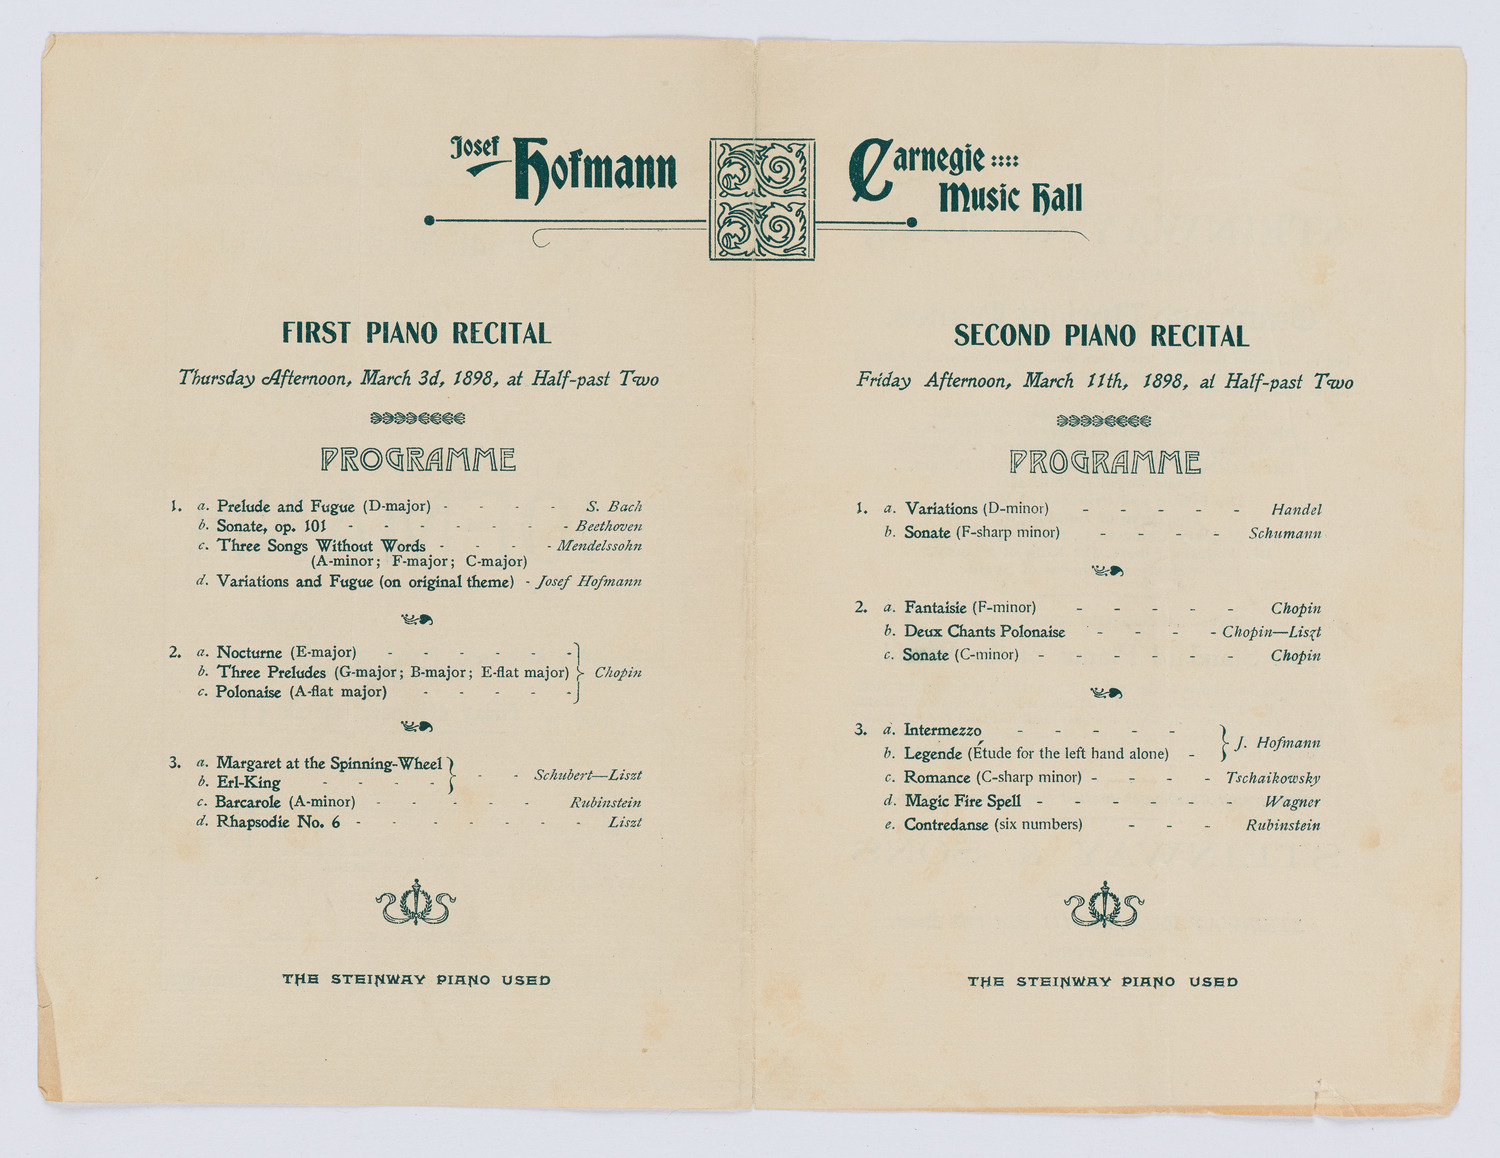 Josef Hofmann
Carnegie ::::
Music Hall
FIRST PIANO RECITAL
Thursday Afternoon, March 3d, 1898, at Half-past Two
PROGRAMME
1. a. Prelude and Fugue (D-major) - - - - S. Bach
b. Sonate, op. 101 - - - - - - - Beethoven
c. Three Songs Without Words - - - - Mendelssohn
(A-minor; F-major; C-major)
d. Variations and Fugue (on original theme) - Josef Hofmann
2. a. Nocturne (E-major) - - - - - -
b. Three Preludes (G-major; B-major; E-flat major) } Chopin
c. Polonaise (A-flat major) - - - - -
3. a. Margaret at the Spinning-Wheel } - - Schubert—Liszt
b. Erl-King - - - -
c. Barcarole (A-minor) - - - - - Rubinstein
d. Rhapsodie No. 6 - - - - - - - Liszt
THE STEINWAY PIANO USED
SECOND PIANO RECITAL
Friday Afternoon, March 11th, 1898, at Half-past Two
PROGRAMME
1. a. Variations (D-minor) - - - - - Handel
b. Sonate (F-sharp minor) - - - - Schumann
2. a. Fantaisie (F-minor) - - - - - Chopin
b. Deux Chants Polonaise - - - - Chopin—Liszt
c. Sonate (C-minor) - - - - - - Chopin
3. a. Intermezzo - - - - - } J. Hofmann
b. Legende (Étude for the left hand alone) -
c. Romance (C-sharp minor) - - - - Tschaikowsky
d. Magic Fire Spell - - - - - - Wagner
e. Contredanse (six numbers) - - - Rubinstein
THE STEINWAY PIANO USED